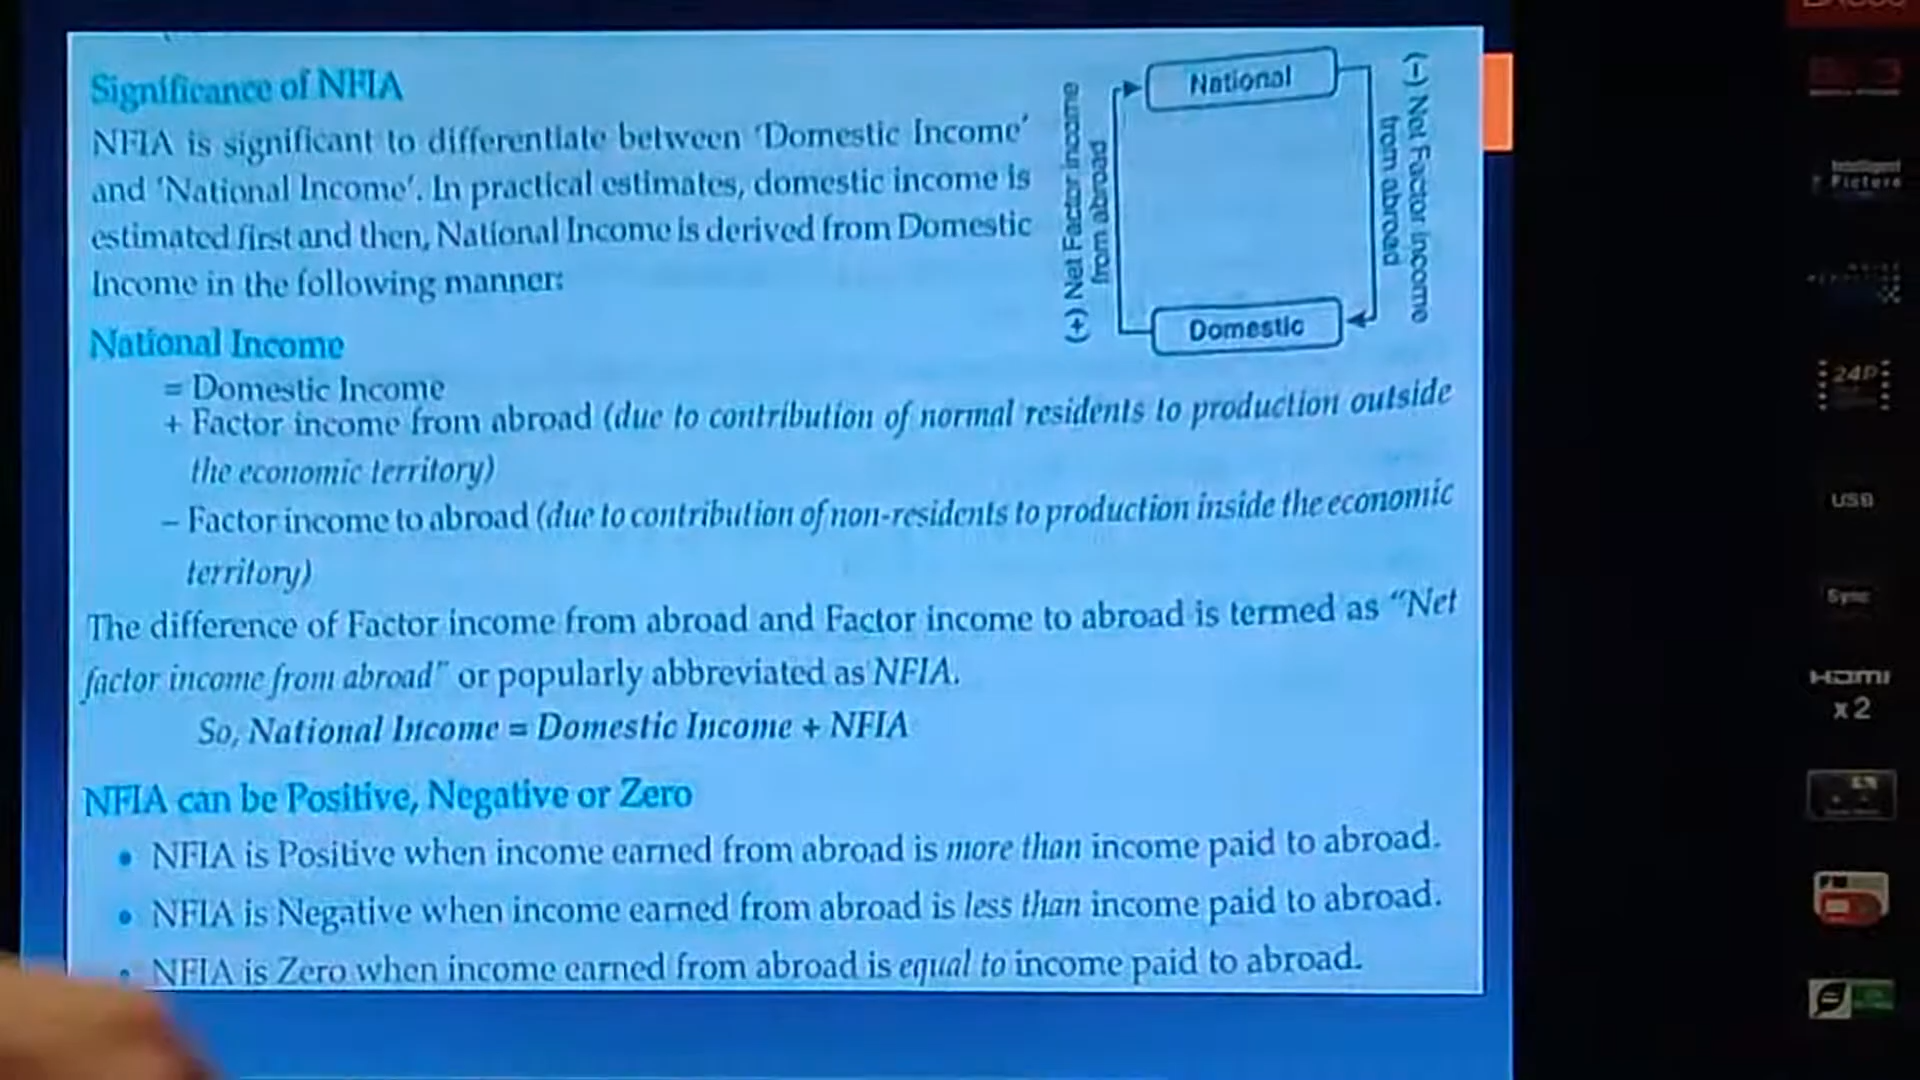 Significance of NFIA
NFIA is significant to differentiate between 'Domestic Income'
and 'National Income'. In practical estimates, domestic income is
estimated first and then, National Income is derived from Domestic
Income in the following manner:
(+) Net Factor income
from abroad
National
Domestic
(–) Net Factor income
from abroad
National Income
= Domestic Income
+ Factor income from abroad (due to contribution of normal residents to production outside
the economic territory)
– Factor income to abroad (due to contribution of non-residents to production inside the economic
territory)
The difference of Factor income from abroad and Factor income to abroad is termed as "Net
factor income from abroad" or popularly abbreviated as NFIA.
So, National Income = Domestic Income + NFIA
NFIA can be Positive, Negative or Zero
• NFIA is Positive when income earned from abroad is more than income paid to abroad.
• NFIA is Negative when income earned from abroad is less than income paid to abroad.
• NFIA is Zero when income earned from abroad is equal to income paid to abroad.
Intelligent
Picture
24P
USB
Sync
HDMI
x2